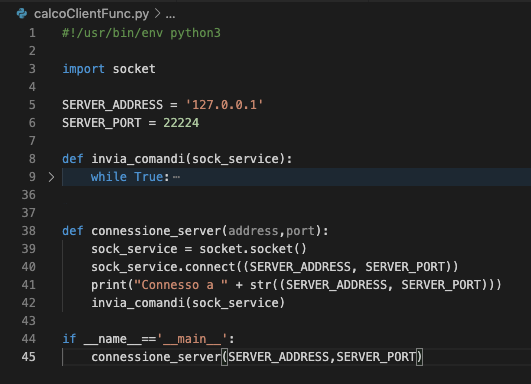 calcoClientFunc.py > ...
1 #!/usr/bin/env python3
2
3 import socket
4
5 SERVER_ADDRESS = '127.0.0.1'
6 SERVER_PORT = 22224
7
8 def invia_comandi(sock_service):
9 > while True:⋯
36
37
38 def connessione_server(address,port):
39 sock_service = socket.socket()
40 sock_service.connect((SERVER_ADDRESS, SERVER_PORT))
41 print("Connesso a " + str((SERVER_ADDRESS, SERVER_PORT)))
42 invia_comandi(sock_service)
43
44 if __name__=='__main__':
45 connessione_server(SERVER_ADDRESS,SERVER_PORT)